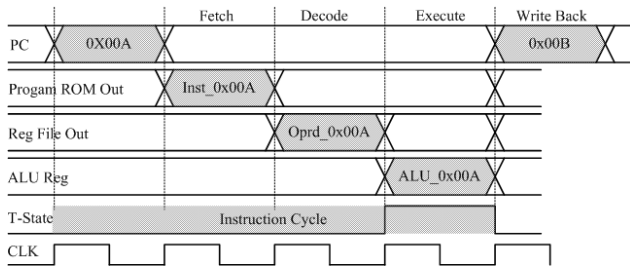 Fetch Decode Execute Write Back
PC 0X00A 0x00B
Progam ROM Out Inst_0x00A
Reg File Out Oprd_0x00A
ALU Reg ALU_0x00A
T-State Instruction Cycle
CLK